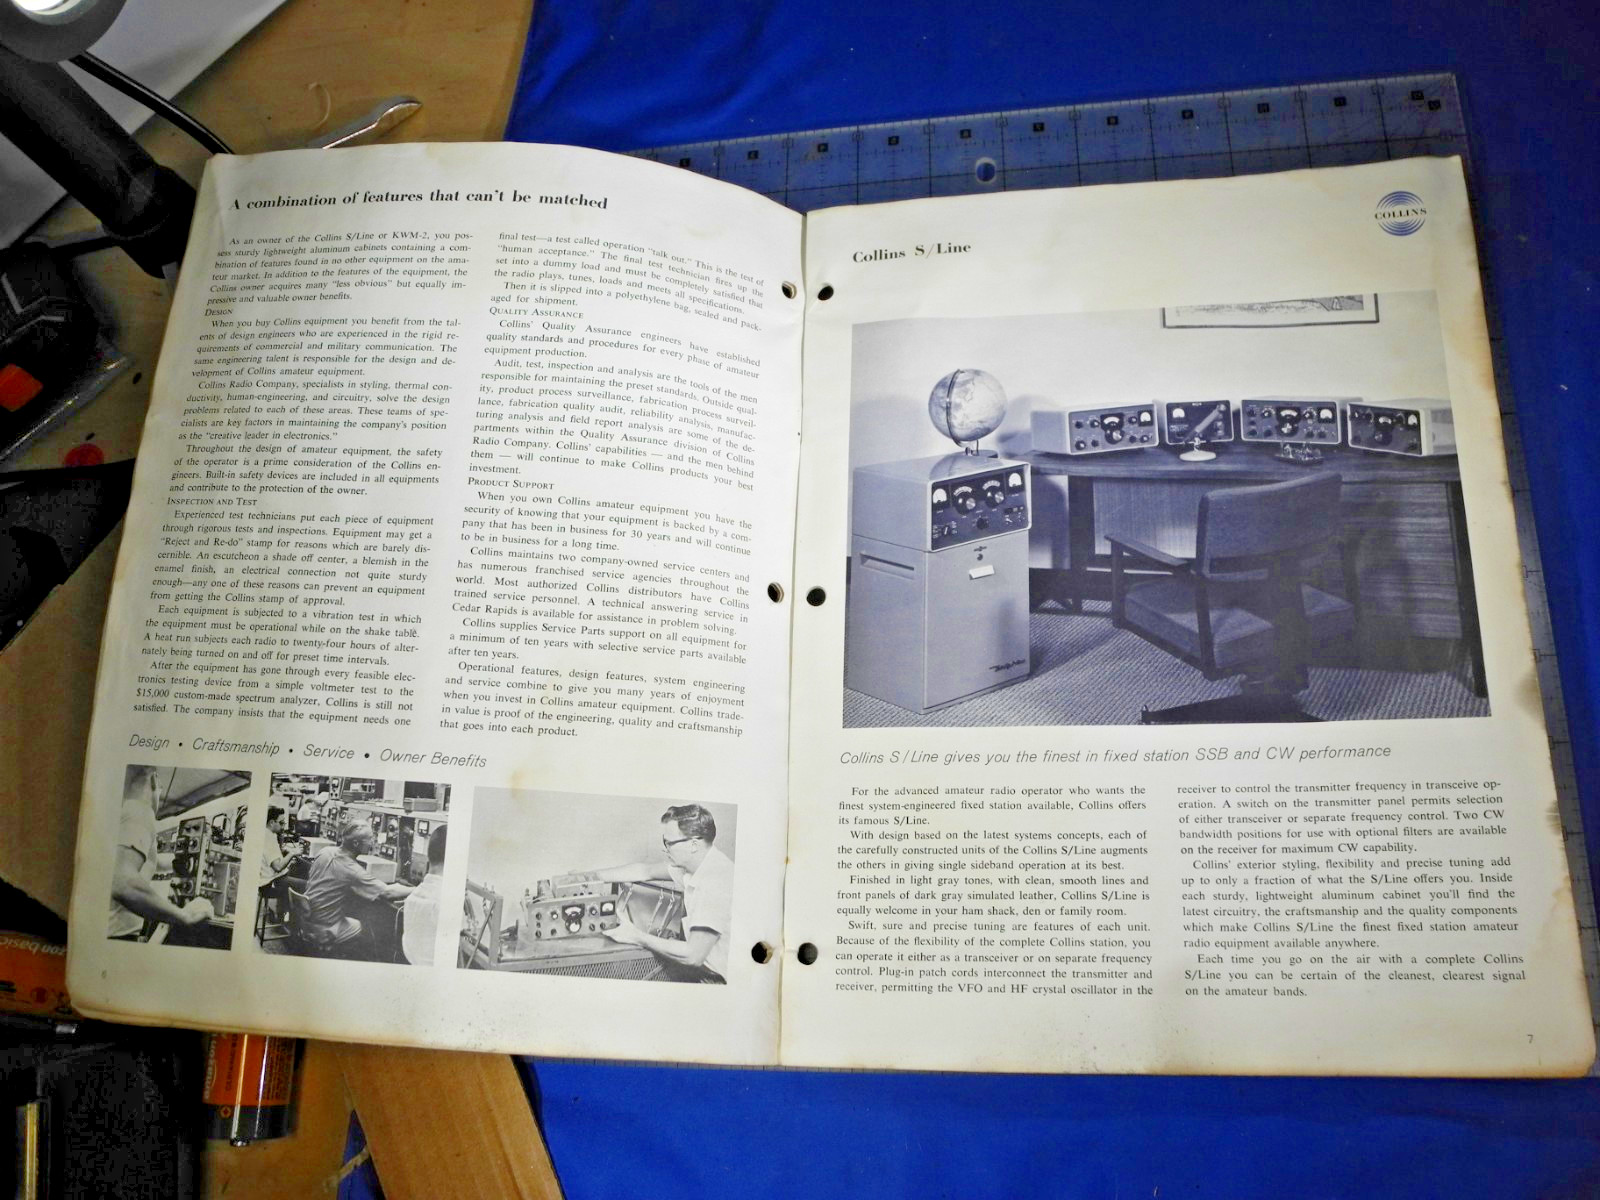 A combination of features that can't be matched
As an owner of the Collins S/Line or KWM-2, you pos-
sess sturdy lightweight aluminum cabinets containing a com-
bination of features found in no other equipment on the ama-
teur market. In addition to the features of the equipment, the
Collins owner acquires many "less obvious" but equally im-
pressive and valuable owner benefits.
DESIGN
When you buy Collins equipment you benefit from the tal-
ents of design engineers who are experienced in the rigid re-
quirements of commercial and military communication. The
same engineering talent is responsible for the design and de-
velopment of Collins amateur equipment.
Collins Radio Company, specialists in styling, thermal con-
ductivity, human-engineering, and circuitry, solve the design
problems related to each of these areas. These teams of spe-
cialists are key factors in maintaining the company's position
as the "creative leader in electronics."
Throughout the design of amateur equipment, the safety
of the operator is a prime consideration of the Collins en-
gineers. Built-in safety devices are included in all equipments
and contribute to the protection of the owner.
INSPECTION AND TEST
Experienced test technicians put each piece of equipment
through rigorous tests and inspections. Equipment may get a
"Reject and Re-do" stamp for reasons which are barely dis-
cernible. An escutcheon a shade off center, a blemish in the
enamel finish, an electrical connection not quite sturdy
enough—any one of these reasons can prevent an equipment
from getting the Collins stamp of approval.
Each equipment is subjected to a vibration test in which
the equipment must be operational while on the shake table.
A heat run subjects each radio to twenty-four hours of alter-
nately being turned on and off for preset time intervals.
After the equipment has gone through every feasible elec-
tronics testing device from a simple voltmeter test to the
$15,000 custom-made spectrum analyzer, Collins is still not
satisfied. The company insists that the equipment needs one
final test—a test called operation "talk out." This is the test of
"human acceptance." The final test technician fires up the
set into a dummy load and must be completely satisfied that
the radio plays, tunes, loads and meets all specifications.
Then it is slipped into a polyethylene bag, sealed and pack-
aged for shipment.
QUALITY ASSURANCE
Collins' Quality Assurance engineers have established
quality standards and procedures for every phase of amateur
equipment production.
Audit, test, inspection and analysis are the tools of the men
responsible for maintaining the preset standards. Outside qual-
ity, product process surveillance, fabrication process surveil-
lance, fabrication quality audit, reliability analysis, manufac-
turing analysis and field report analysis are some of the de-
partments within the Quality Assurance division of Collins
Radio Company. Collins' capabilities — and the men behind
them — will continue to make Collins products your best
investment.
PRODUCT SUPPORT
When you own Collins amateur equipment you have the
security of knowing that your equipment is backed by a com-
pany that has been in business for 30 years and will continue
to be in business for a long time.
Collins maintains two company-owned service centers and
has numerous franchised service agencies throughout the
world. Most authorized Collins distributors have Collins
trained service personnel. A technical answering service in
Cedar Rapids is available for assistance in problem solving.
Collins supplies Service Parts support on all equipment for
a minimum of ten years with selective service parts available
after ten years.
Operational features, design features, system engineering
and service combine to give you many years of enjoyment
when you invest in Collins amateur equipment. Collins trade-
in value is proof of the engineering, quality and craftsmanship
that goes into each product.
Design • Craftsmanship • Service • Owner Benefits
6
COLLINS
Collins S/Line
Collins S/Line gives you the finest in fixed station SSB and CW performance
For the advanced amateur radio operator who wants the
finest system-engineered fixed station available, Collins offers
its famous S/Line.
With design based on the latest systems concepts, each of
the carefully constructed units of the Collins S/Line augments
the others in giving single sideband operation at its best.
Finished in light gray tones, with clean, smooth lines and
front panels of dark gray simulated leather, Collins S/Line is
equally welcome in your ham shack, den or family room.
Swift, sure and precise tuning are features of each unit.
Because of the flexibility of the complete Collins station, you
can operate it either as a transceiver or on separate frequency
control. Plug-in patch cords interconnect the transmitter and
receiver, permitting the VFO and HF crystal oscillator in the
receiver to control the transmitter frequency in transceive op-
eration. A switch on the transmitter panel permits selection
of either transceiver or separate frequency control. Two CW
bandwidth positions for use with optional filters are available
on the receiver for maximum CW capability.
Collins' exterior styling, flexibility and precise tuning add
up to only a fraction of what the S/Line offers you. Inside
each sturdy, lightweight aluminum cabinet you'll find the
latest circuitry, the craftsmanship and the quality components
which make Collins S/Line the finest fixed station amateur
radio equipment available anywhere.
Each time you go on the air with a complete Collins
S/Line you can be certain of the cleanest, clearest signal
on the amateur bands.
7